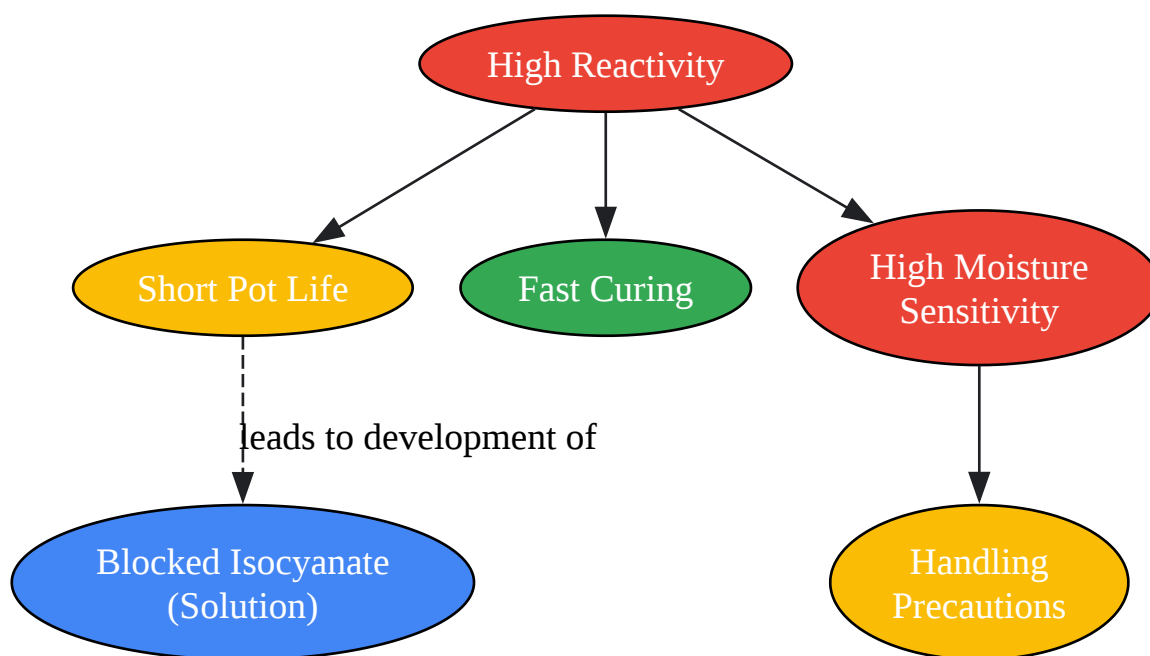 High Reactivity
Short Pot Life
Fast Curing
High Moisture
Sensitivity
leads to development of
Blocked Isocyanate
(Solution)
Handling
Precautions